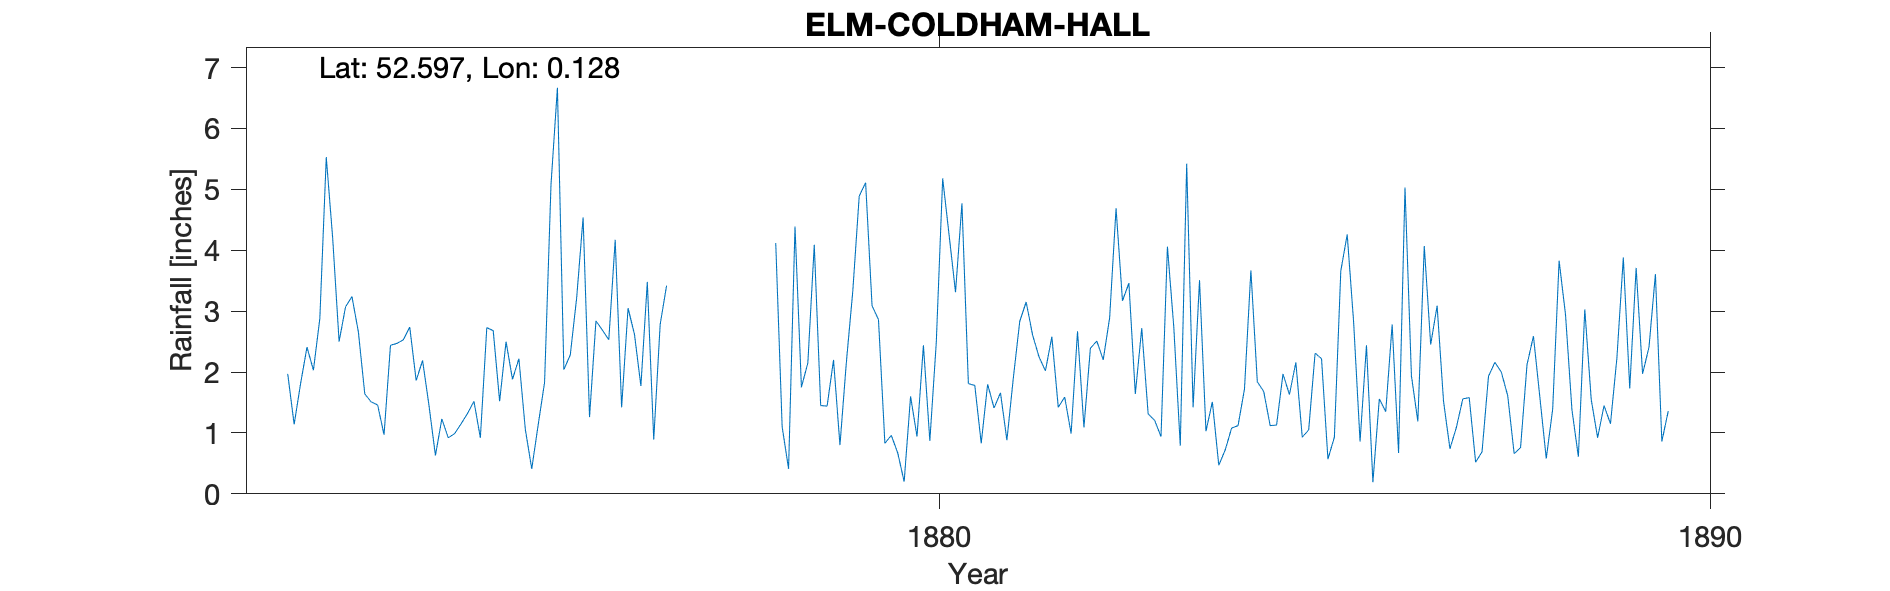 ELM-COLDHAM-HALL
Lat: 52.597, Lon: 0.128
7
6
5
4
3
2
1
0
Rainfall [inches]
1880
1890
Year